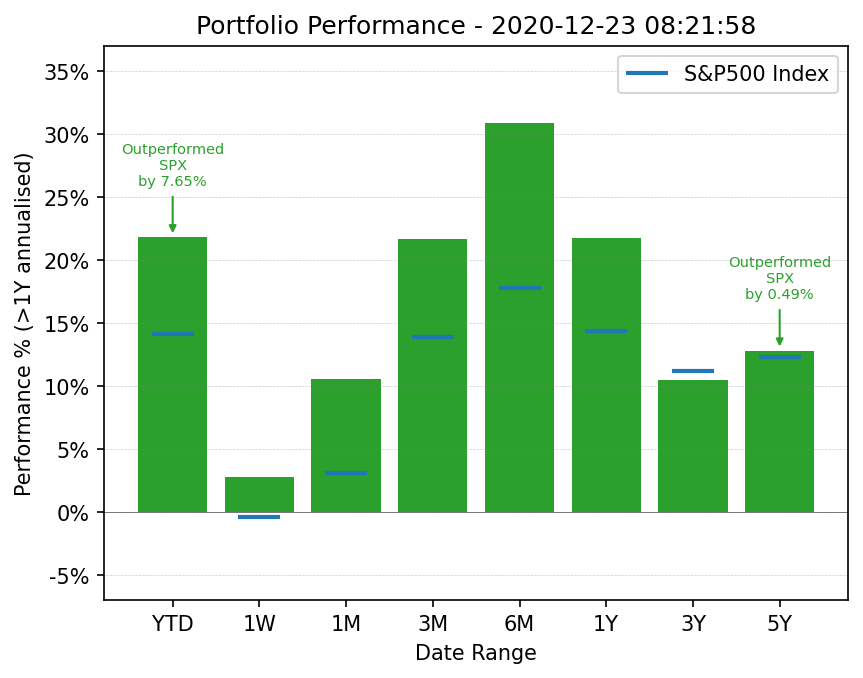 Portfolio Performance - 2020-12-23 08:21:58
S&P500 Index
Performance % (>1Y annualised)
35%
30%
25%
20%
15%
10%
5%
0%
-5%
Outperformed
SPX
by 7.65%
Outperformed
SPX
by 0.49%
YTD 1W 1M 3M 6M 1Y 3Y 5Y
Date Range